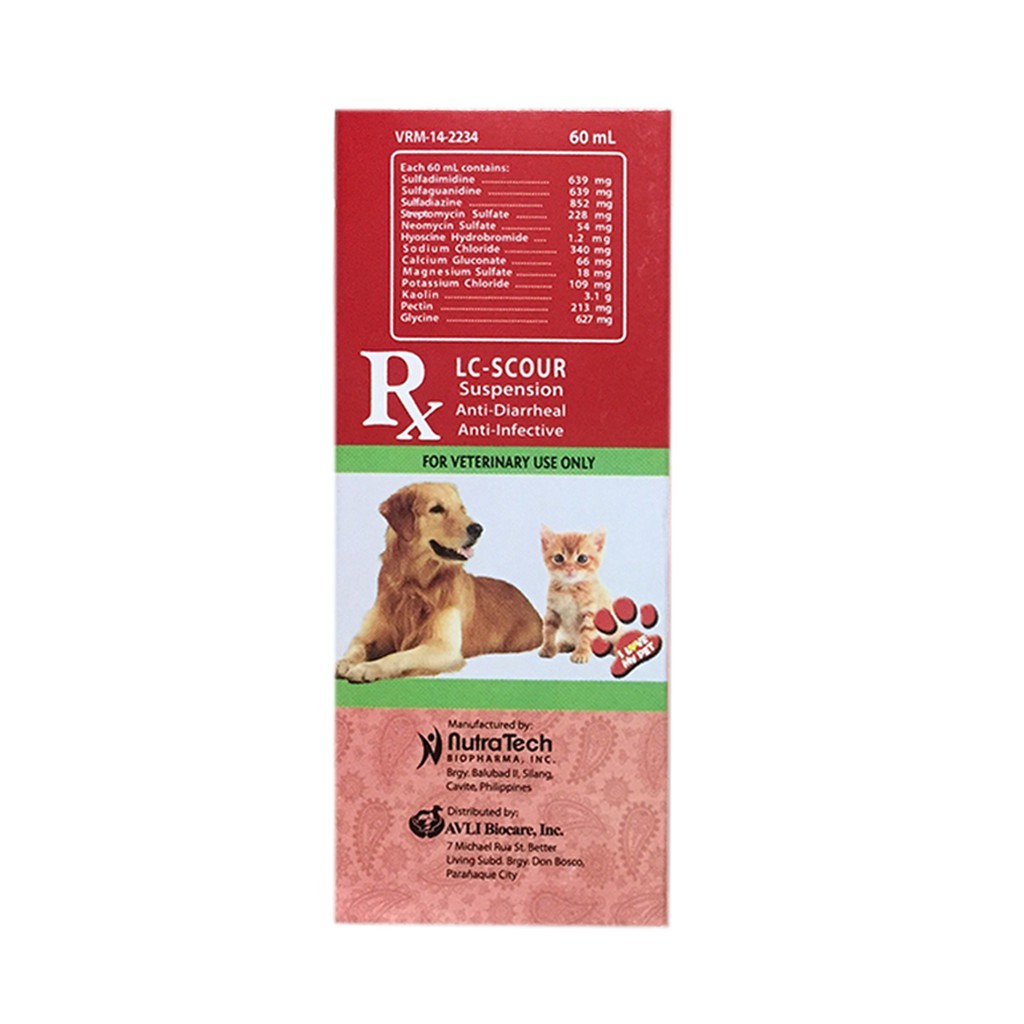 VRM-14-2234 60 mL
Each 60 mL contains:
Sulfadimidine ........................ 639 mg
Sulfaguanidine ...................... 639 mg
Sulfadiazine .......................... 852 mg
Streptomycin Sulfate ........... 228 mg
Neomycin Sulfate ................. 54 mg
Hyoscine Hydrobromide .... 1.2 mg
Sodium Chloride .................. 340 mg
Calcium Gluconate ............... 66 mg
Magnesium Sulfate ............... 18 mg
Potassium Chloride .............. 109 mg
Kaolin .................................... 3.1 g
Pectin .................................... 213 mg
Glycine .................................. 627 mg
Rx
LC-SCOUR
Suspension
Anti-Diarrheal
Anti-Infective
FOR VETERINARY USE ONLY
I LOVE
MY PET
Manufactured by:
NutraTech
BIOPHARMA, INC.
Brgy. Balubad II, Silang,
Cavite, Philippines
Distributed by:
AVLI Biocare, Inc.
7 Michael Rua St. Better
Living Subd. Brgy. Don Bosco,
Parañaque City